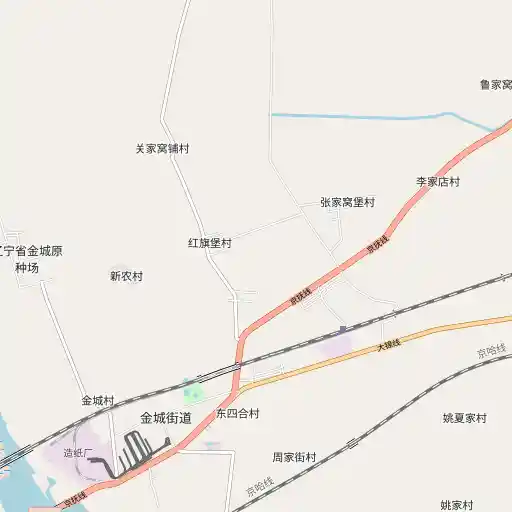 鲁家窝
关家窝铺村
李家店村
张家窝堡村
红旗堡村
京抚线
辽宁省金城原
种场
新农村
京抚线
大锦线
京哈线
金城村
金城街道
东四合村
姚夏家村
造纸厂
周家街村
京哈线
京抚线
姚家村